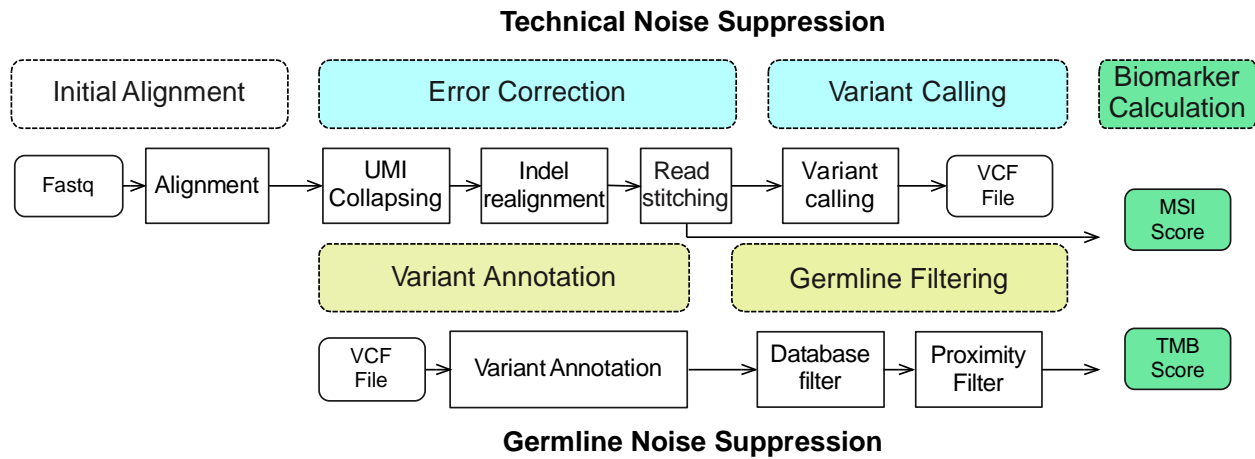 Technical Noise Suppression
Initial Alignment
Error Correction
Variant Calling
Biomarker
Calculation
Fastq
Alignment
UMI
Collapsing
Indel
realignment
Read
stitching
Variant
calling
VCF
File
MSI
Score
Variant Annotation
Germline Filtering
VCF
File
Variant Annotation
Database
filter
Proximity
Filter
TMB
Score
Germline Noise Suppression